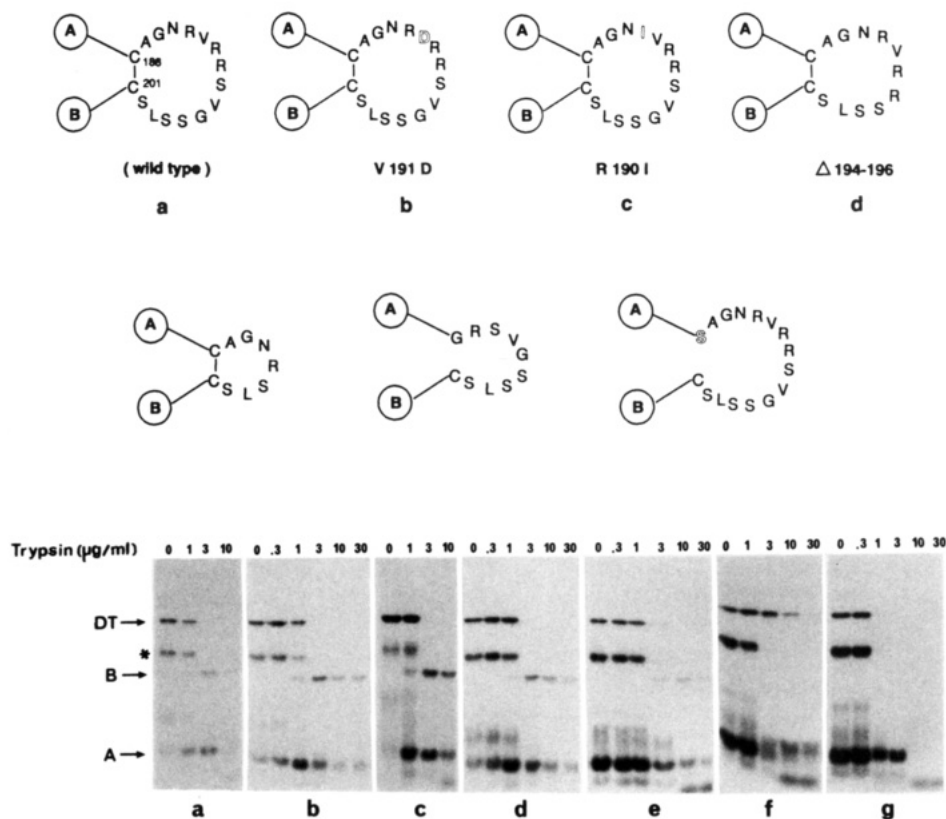 A C A G N R V R R S V G S S L S C B
186
201
A C A G N R D R R S V G S S L S C B
A C A G N I V R R S V G S S L S C B
A C A G N R V R R S S L S C B
( wild type ) V 191 D R 190 I △ 194-196
a b c d
A C A G N R S L S C B
A G R S V G S S L S C B
A S A G N R V R R S V G S S L S C B
Trypsin (µg/ml) 0 1 3 10 0 .3 1 3 10 30 0 1 3 10 0 .3 1 3 10 30 0 .3 1 3 10 30 0 .3 1 3 10 30 0 .3 1 3 10 30
DT→
*
B→
A→
a b c d e f g